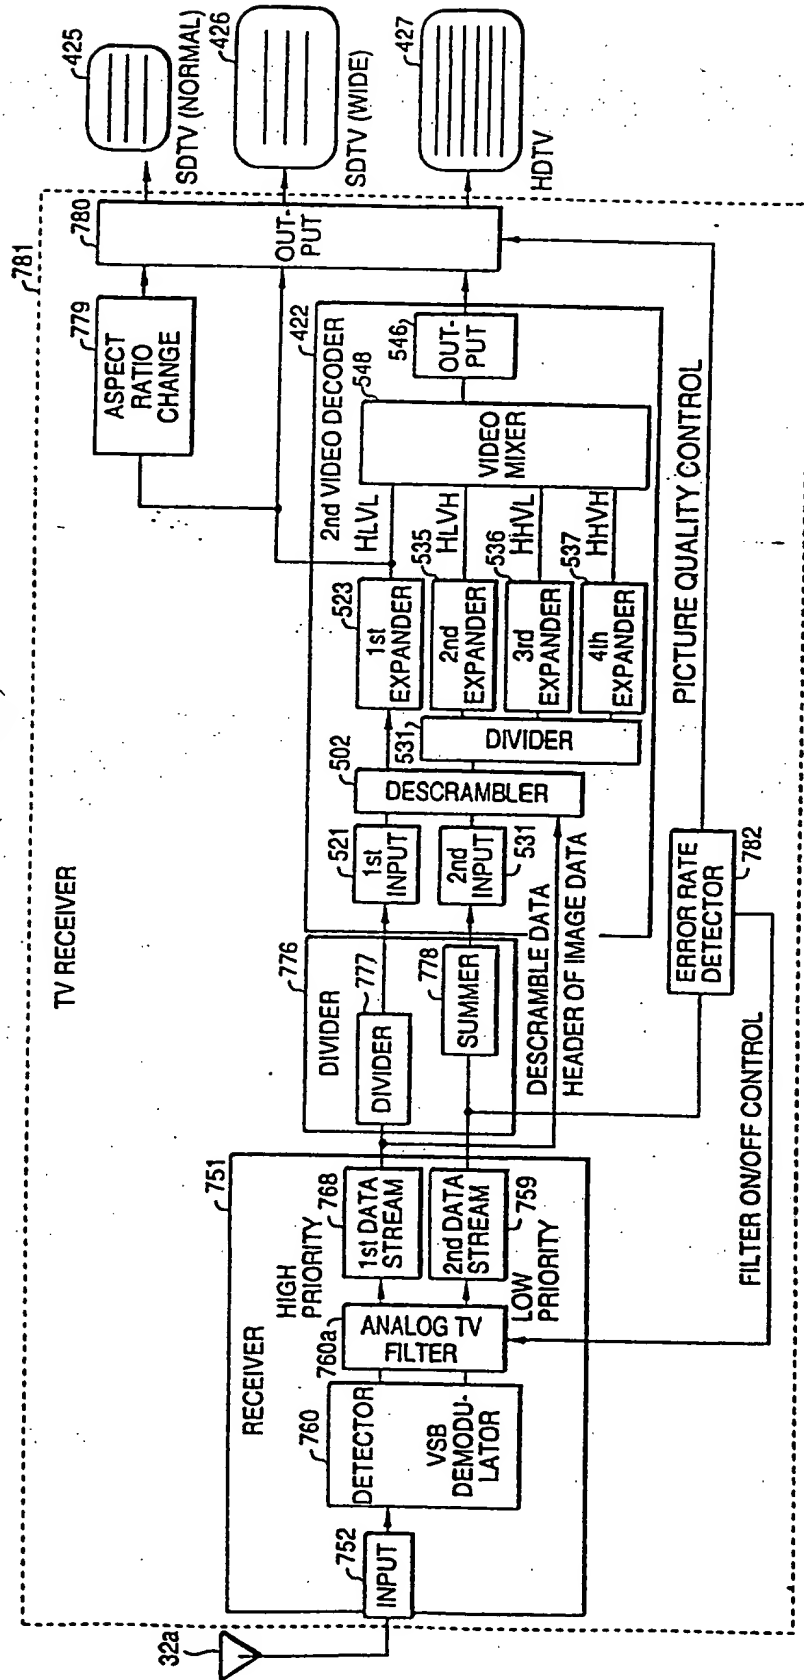 TV RECEIVER
781
32a
751
RECEIVER
752
INPUT
760
DETECTOR
VSB
DEMODU-
LATOR
760a
ANALOG TV
FILTER
HIGH
PRIORITY
768
1st DATA
STREAM
LOW
PRIORITY
2nd DATA
STREAM
759
776
DIVIDER
777
DIVIDER
778
SUMMER
DESCRAMBLE DATA
HEADER OF IMAGE DATA
422
2nd VIDEO DECODER
521
1st
INPUT
2nd
INPUT
531
502
DESCRAMBLER
531
DIVIDER
523
1st
EXPANDER
535
2nd
EXPANDER
536
3rd
EXPANDER
537
4th
EXPANDER
HLVL
HLVH
HHVL
HHVH
548
VIDEO
MIXER
546
OUT-
PUT
779
ASPECT
RATIO
CHANGE
780
OUT-
PUT
425
SDTV (NORMAL)
426
SDTV (WIDE)
427
HDTV
ERROR RATE
DETECTOR
782
FILTER ON/OFF CONTROL
PICTURE QUALITY CONTROL